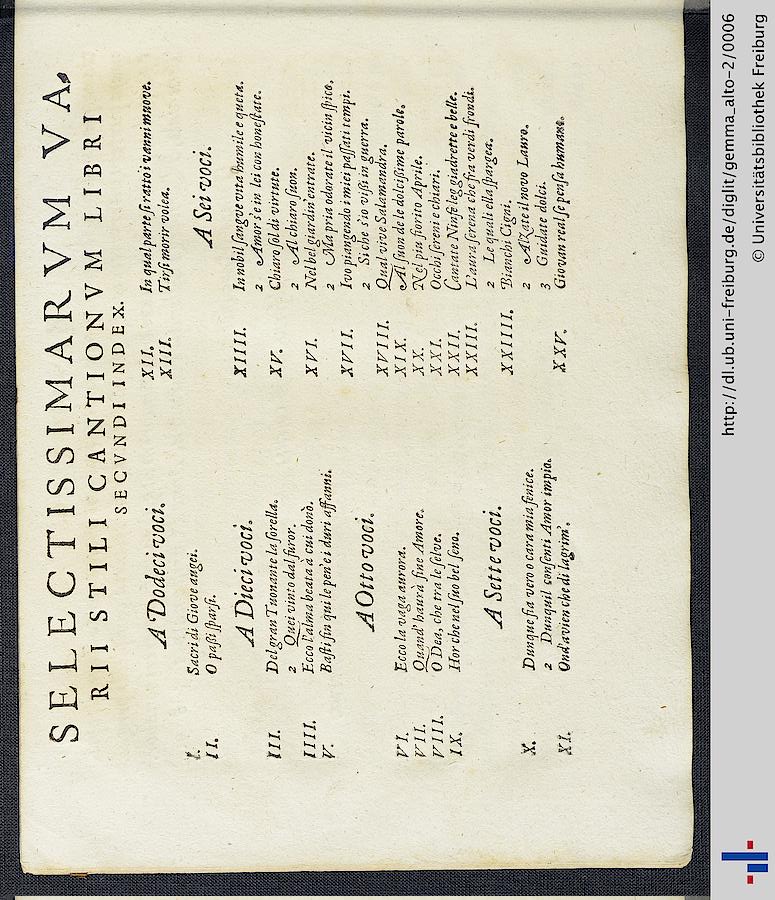 SELECTISSIMARVM VA,
RII STILI CANTIONVM LIBRI
SECVNDI INDEX.
A Dodeci voci.
I. Sacri di Giove augei.
II. O paßi ſparſi.
A Dieci voci.
III. Del gran Tuonante la ſorella.
2 Quei vinto dal furor.
IIII. Ecco l'alma beata à cui donò.
V. Baſti fin qui le pen'e i duri affanni.
A Otto voci.
VI. Ecco la vaga aurora.
VII. Quand' haurà fine Amore.
VIII. O Dea, che tra le ſelve.
IX. Hor che nel ſuo bel ſeno.
A Sette voci.
X. Dunque fia vero o cara mia fenice.
2 Dunqu'il conſenti Amor impio.
XI. Ond'avien che di lagrim'.
XII. In qual parte ſi ratto i vanni muove.
XIII. Tirſi morir volea.
A Sei voci.
XIIII. In nobil ſangue vita humile e queta.
2 Amor s'e in lei con honeſtate.
XV. Chiaro ſol di virtute.
2 Al chiaro ſuon.
XVI. Nel bel giardin'entrate.
2 Ma pria odorate il vicin ſpico.
XVII. I vo piangendo i miei paſſati tempi.
2 Si che s'io vißi in guerra.
XVIII. Qual vive Salamandra.
XIX. Al ſuon de le dolcißime parole.
XX. Nel piu fiorito Aprile.
XXI. Occhi ſereni e chiari.
XXII. Cantate Ninfe leggiadrette e belle.
XXIII. L'aura ſerena che fra verdi frondi.
2 Le quali ella ſpargea.
XXIIII. Bianchi Cigni.
2 Alzate il novo Lauro.
3 Guidate dolci.
XXV. Giovan real ſe penſa humano.
http://dl.ub.uni-freiburg.de/diglit/gemma_alto-2/0006
© Universitätsbibliothek Freiburg